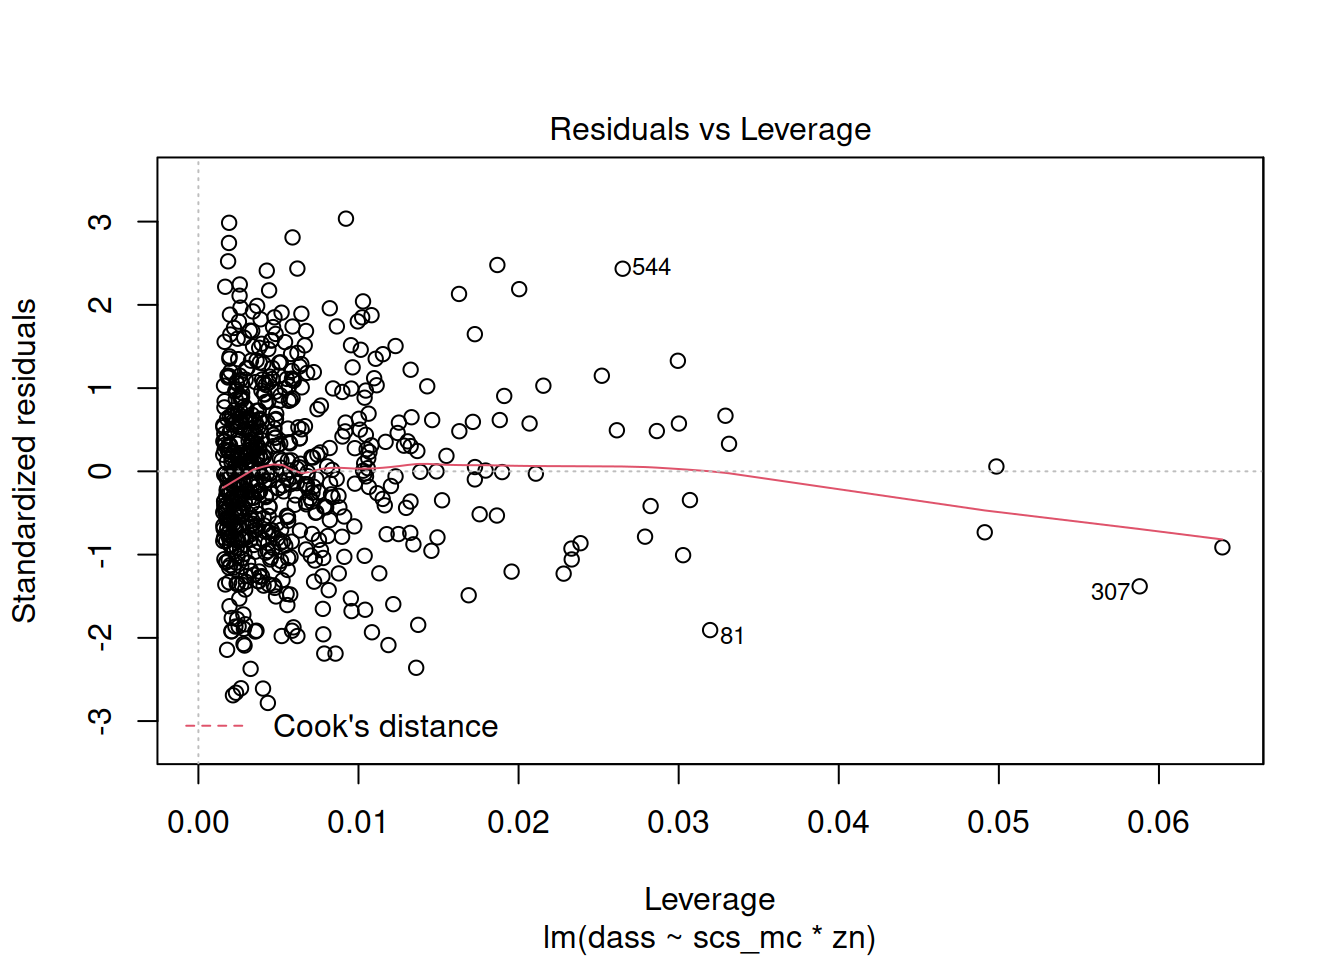 Residuals vs Leverage
Standardized residuals
3
2
1
0
-1
-2
-3
544
307
81
Cook's distance
0.00 0.01 0.02 0.03 0.04 0.05 0.06
Leverage
lm(dass ~ scs_mc * zn)